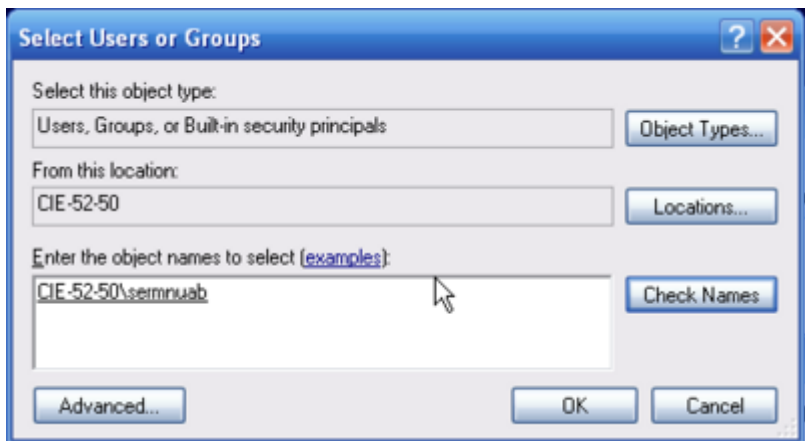 Select Users or Groups
Select this object type:
Users, Groups, or Built-in security principals
Object Types...
From this location:
CIE-52-50
Locations...
Enter the object names to select (examples):
CIE-52-50\sermnuab
Check Names
Advanced...
OK
Cancel